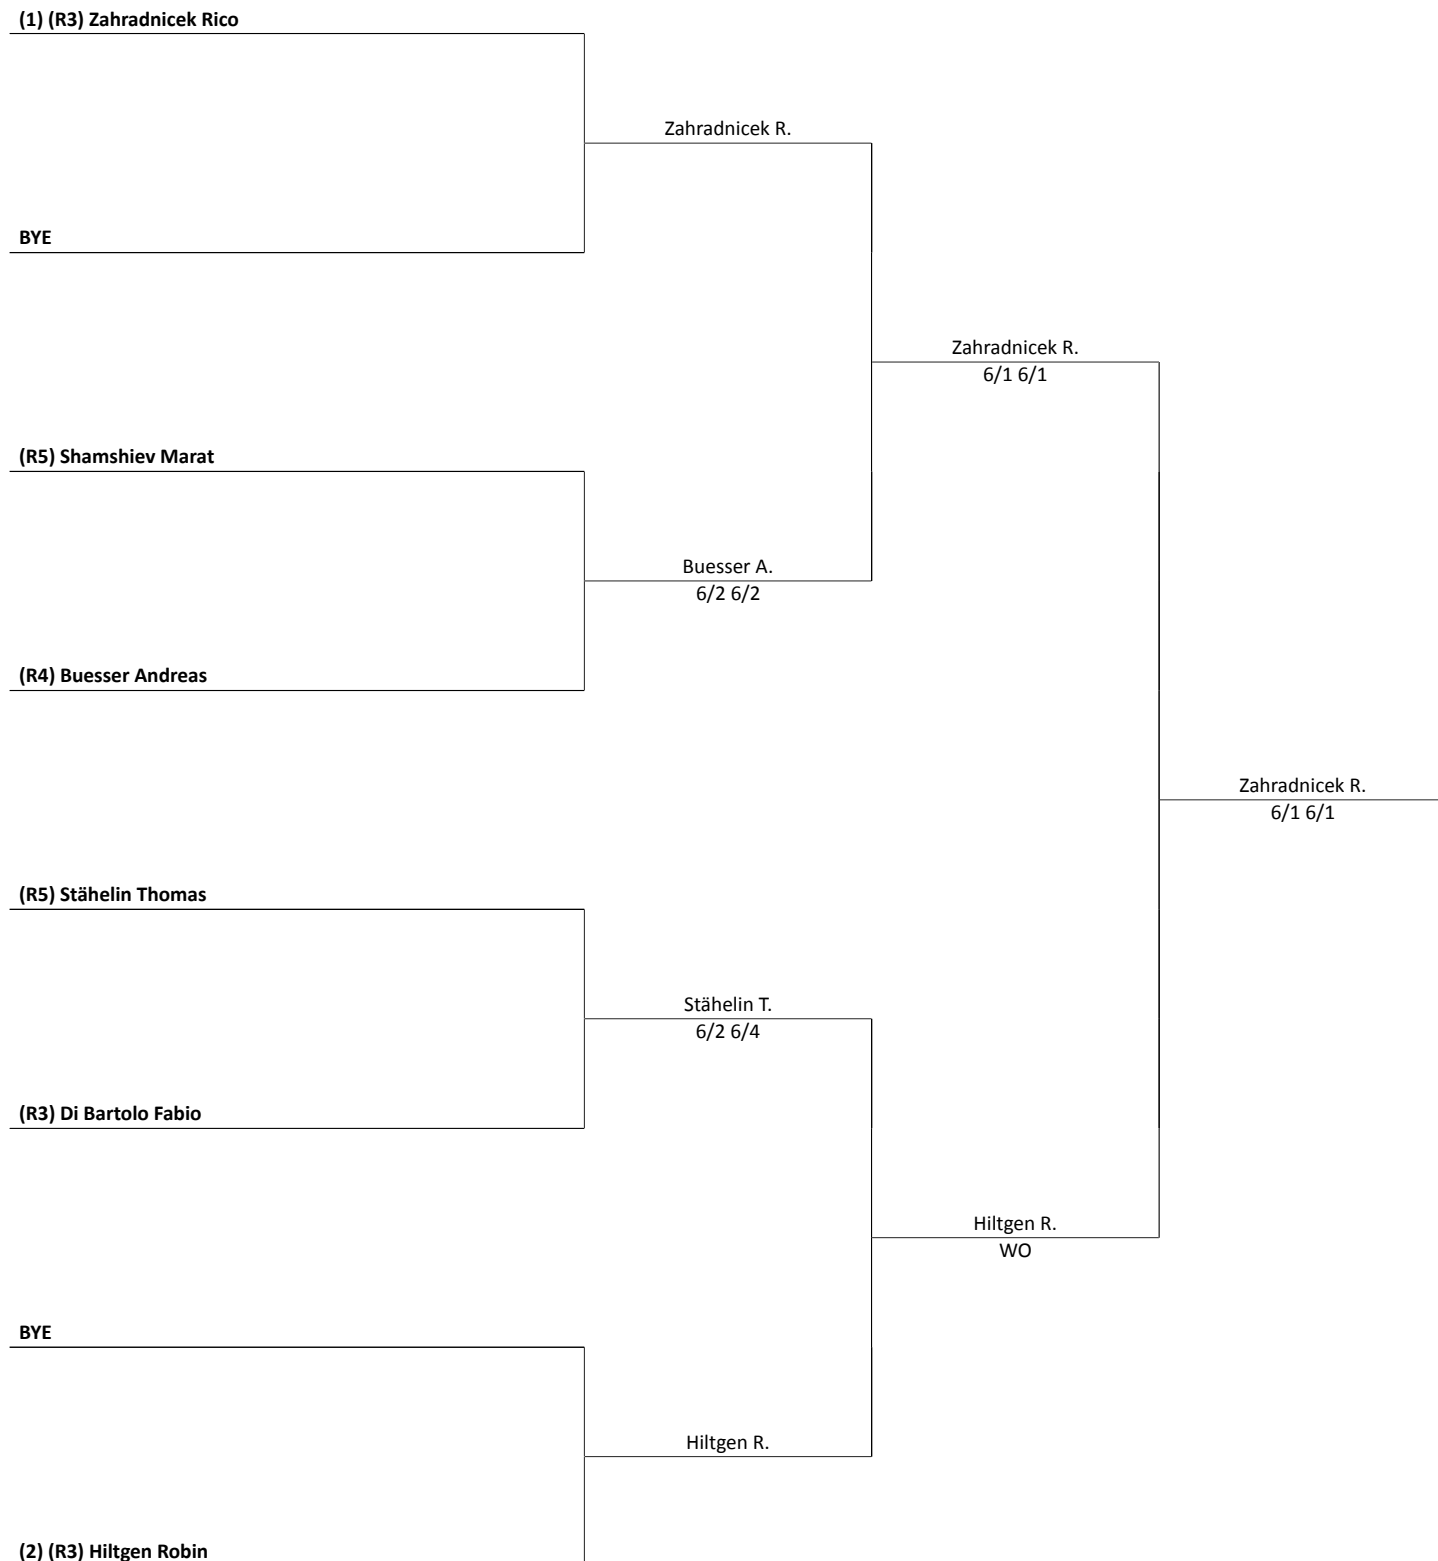 (1) (R3) Zahradnicek Rico
Zahradnicek R.
BYE
Zahradnicek R.
6/1 6/1
(R5) Shamshiev Marat
Buesser A.
6/2 6/2
(R4) Buesser Andreas
Zahradnicek R.
6/1 6/1
(R5) Stähelin Thomas
Stähelin T.
6/2 6/4
(R3) Di Bartolo Fabio
Hiltgen R.
WO
BYE
Hiltgen R.
(2) (R3) Hiltgen Robin